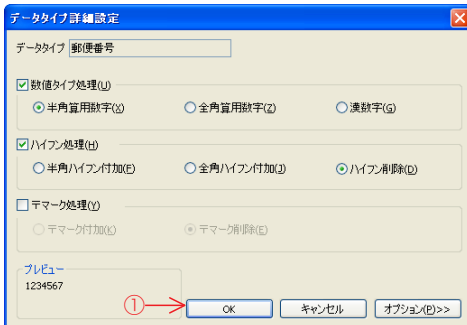 データタイプ詳細設定
データタイプ 郵便番号
数値タイプ処理(U)
半角算用数字(X) 全角算用数字(Z) 漢数字(G)
ハイフン処理(H)
半角ハイフン付加(F) 全角ハイフン付加(J) ハイフン削除(D)
〒マーク処理(Y)
〒マーク付加(K) 〒マーク削除(E)
プレビュー
1234567
① OK キャンセル オプション(P)>>